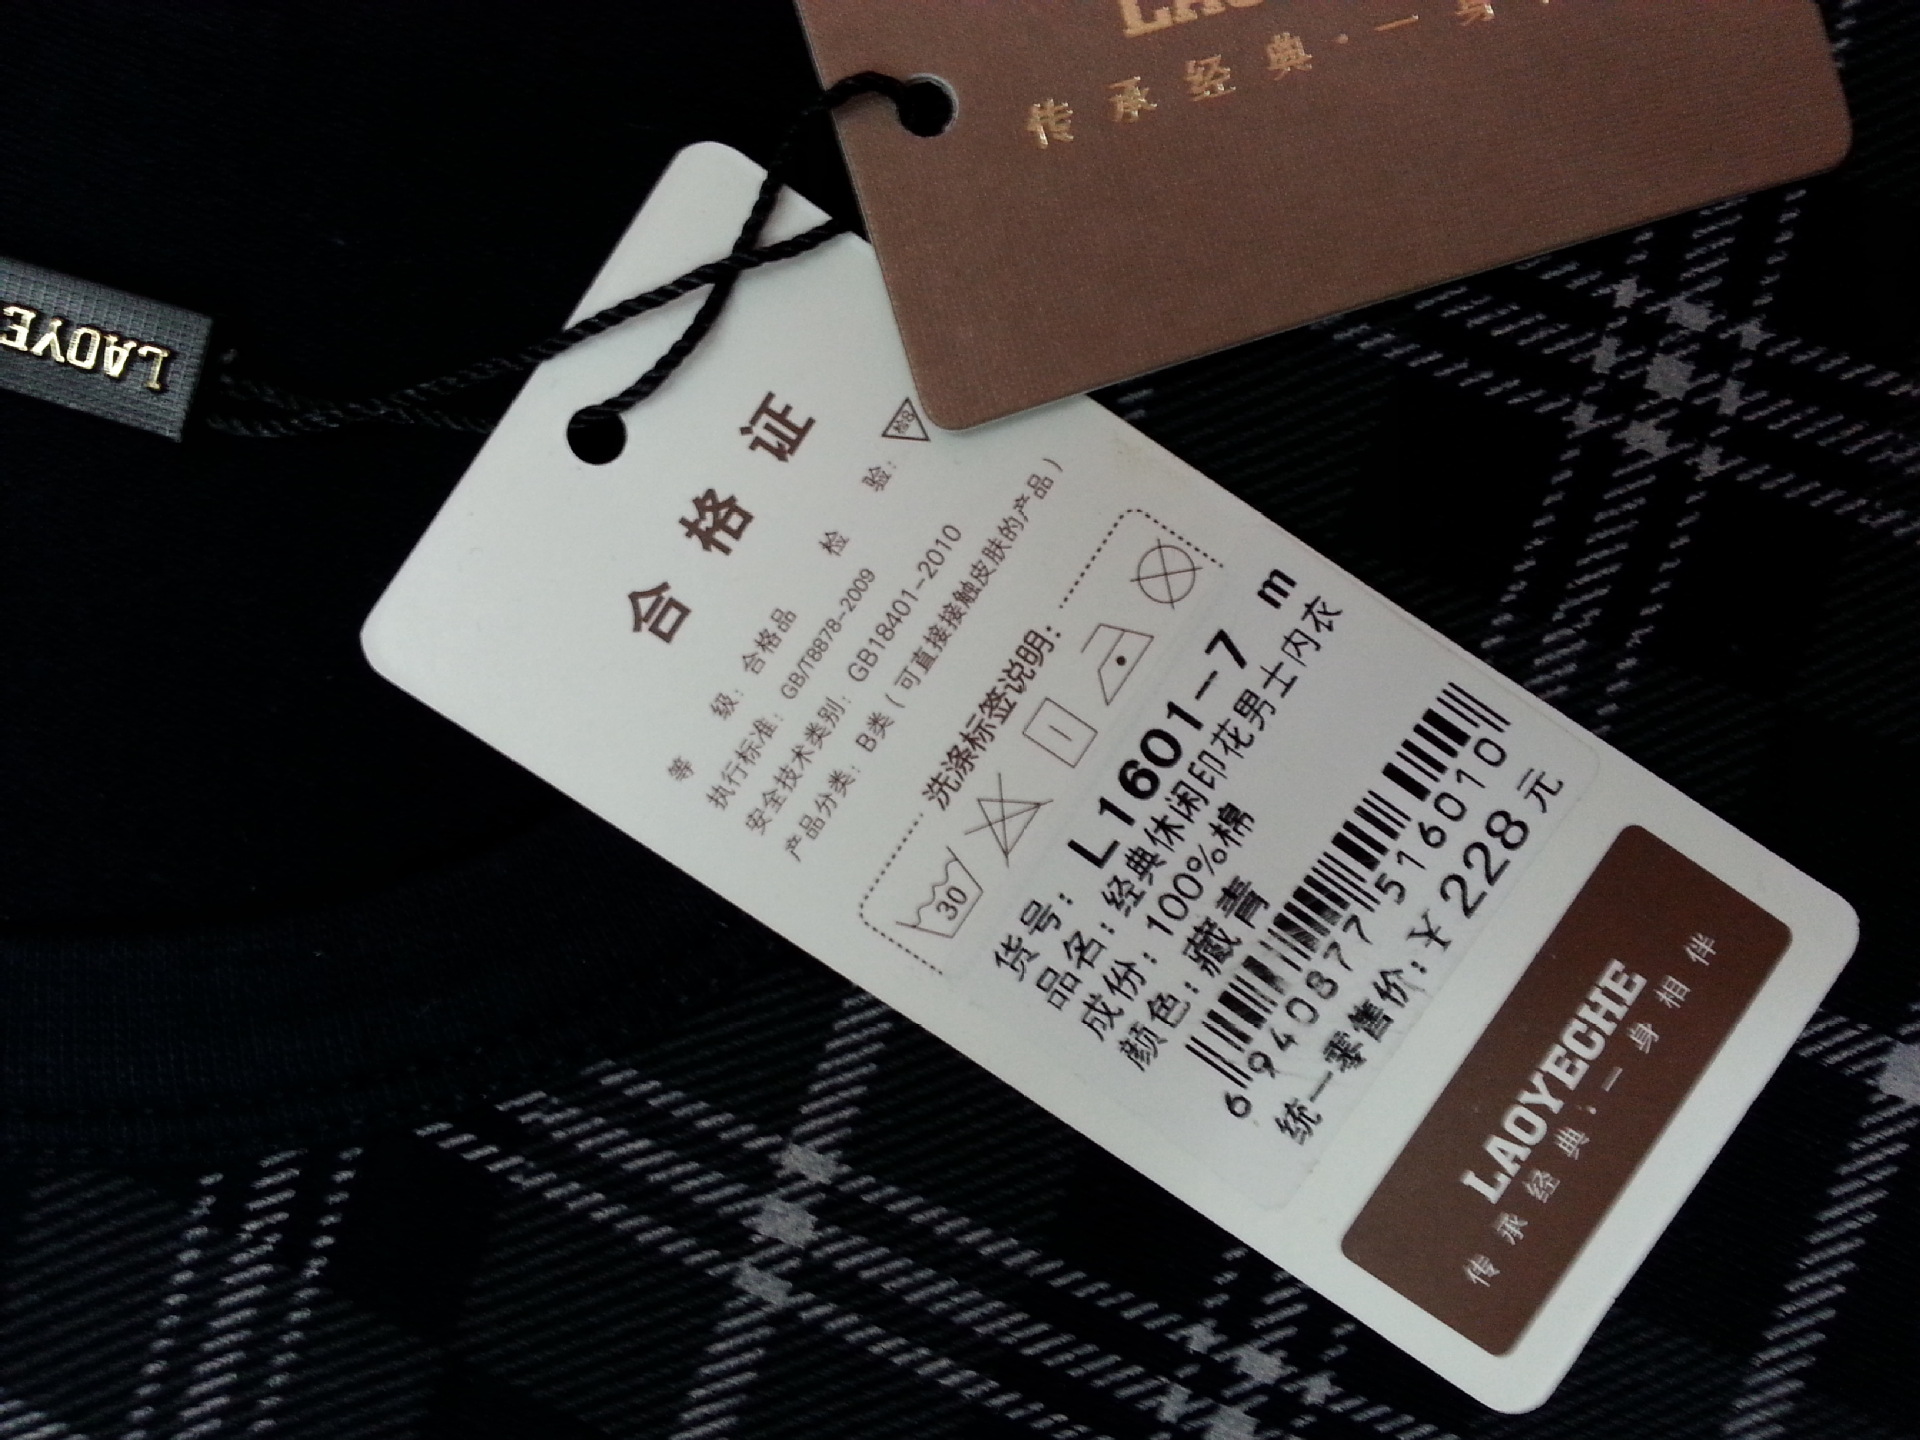 LAOYE
传承经典·一身
合格证
等 级：合格品 检 验：检8
执行标准：GB/T8878-2009
安全技术类别：GB18401-2010
产品分类：B类（可直接接触皮肤的产品）
洗涤标签说明：
30
货号：L1601-7 m
品名：经典休闲印花男士内衣
成份：100%棉
颜色：藏青
6 940877 516010
统一零售价：¥228元
LAOYECHE
传承经典；一身相伴